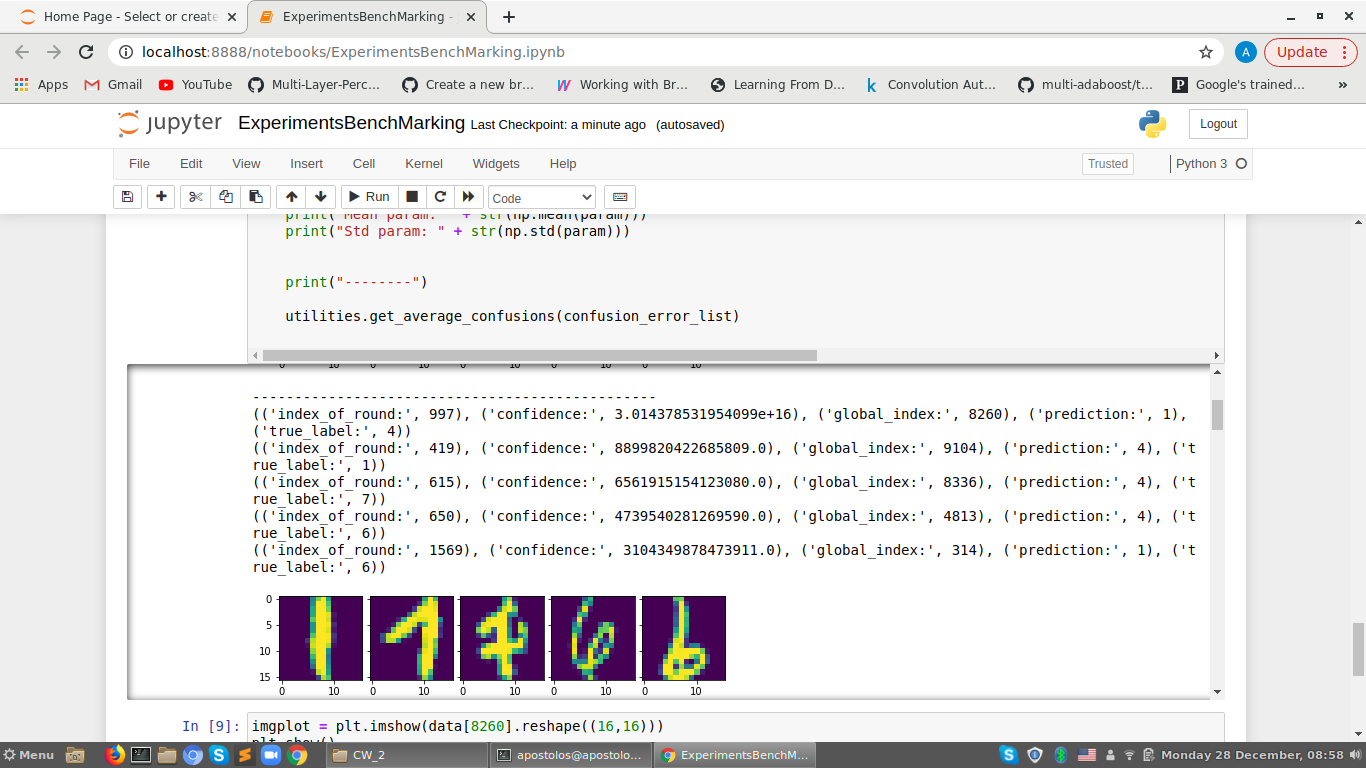 Home Page - Select or create
ExperimentsBenchMarking -
localhost:8888/notebooks/ExperimentsBenchMarking.ipynb
A
Update
Apps
Gmail
YouTube
Multi-Layer-Perc...
Create a new br...
Working with Br...
Learning From D...
Convolution Aut...
multi-adaboost/t...
Google's trained...
»
jupyter
ExperimentsBenchMarking Last Checkpoint: a minute ago (autosaved)
Logout
File Edit View Insert Cell Kernel Widgets Help
Trusted
Python 3
Run
Code
print("Mean param: " + str(np.mean(param)))
print("Std param: " + str(np.std(param)))
print("--------")
utilities.get_average_confusions(confusion_error_list)
0 10 0 10 0 10 0 10 0 10
-----------------------------------------------
(('index_of_round:', 997), ('confidence:', 3.014378531954099e+16), ('global_index:', 8260), ('prediction:', 1),
('true_label:', 4))
(('index_of_round:', 419), ('confidence:', 8899820422685809.0), ('global_index:', 9104), ('prediction:', 4), ('t
rue_label:', 1))
(('index_of_round:', 615), ('confidence:', 6561915154123080.0), ('global_index:', 8336), ('prediction:', 4), ('t
rue_label:', 7))
(('index_of_round:', 650), ('confidence:', 4739540281269590.0), ('global_index:', 4813), ('prediction:', 4), ('t
rue_label:', 6))
(('index_of_round:', 1569), ('confidence:', 3104349878473911.0), ('global_index:', 314), ('prediction:', 1), ('t
rue_label:', 6))
0
5
10
15
0 10 0 10 0 10 0 10 0 10
In [9]: imgplot = plt.imshow(data[8260].reshape((16,16)))
plt.show()
Menu
CW_2
apostolos@apostolo...
ExperimentsBenchM...
Monday 28 December, 08:58